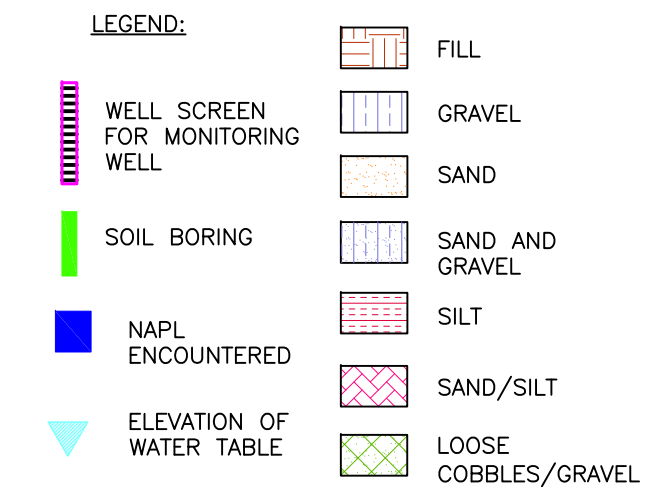 LEGEND:
WELL SCREEN
FOR MONITORING
WELL
SOIL BORING
NAPL
ENCOUNTERED
ELEVATION OF
WATER TABLE
FILL
GRAVEL
SAND
SAND AND
GRAVEL
SILT
SAND/SILT
LOOSE
COBBLES/GRAVEL